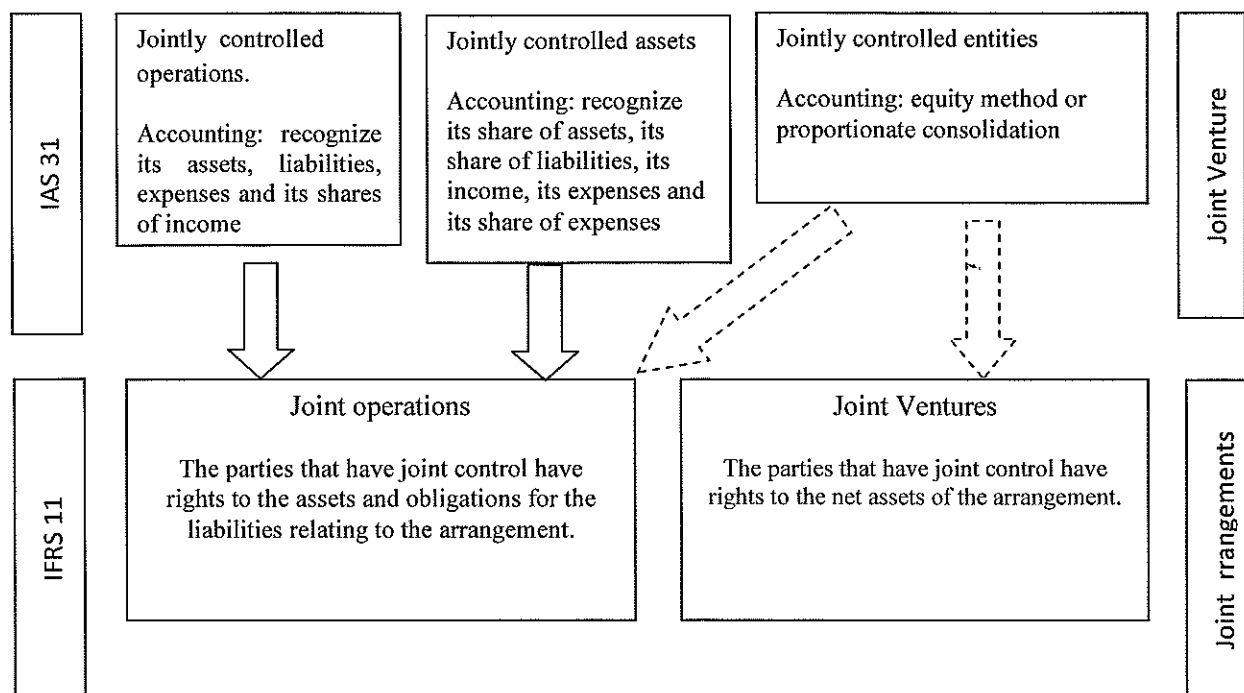 IAS 31
Jointly controlled
operations.
Accounting: recognize
its assets, liabilities,
expenses and its shares
of income
Jointly controlled assets
Accounting: recognize
its share of assets, its
share of liabilities, its
income, its expenses and
its share of expenses
Jointly controlled entities
Accounting: equity method or
proportionate consolidation
Joint Venture
IFRS 11
Joint operations
The parties that have joint control have
rights to the assets and obligations for the
liabilities relating to the arrangement.
Joint Ventures
The parties that have joint control have
rights to the net assets of the arrangement.
Joint rrangements